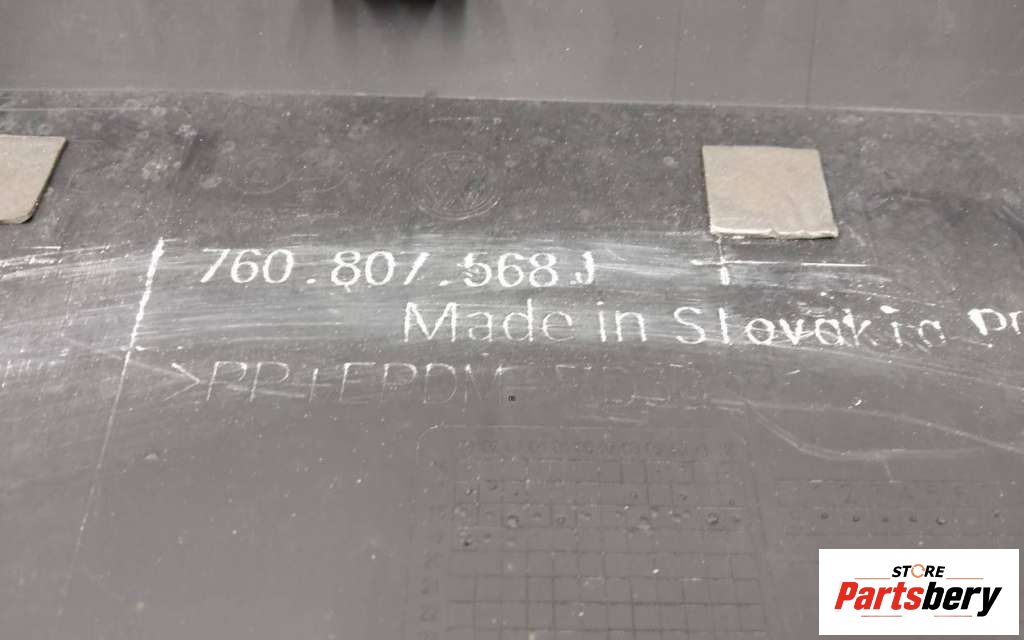 760.807.568.J
Made in Slovakia
>PP+EPDM
STORE
Partsbery